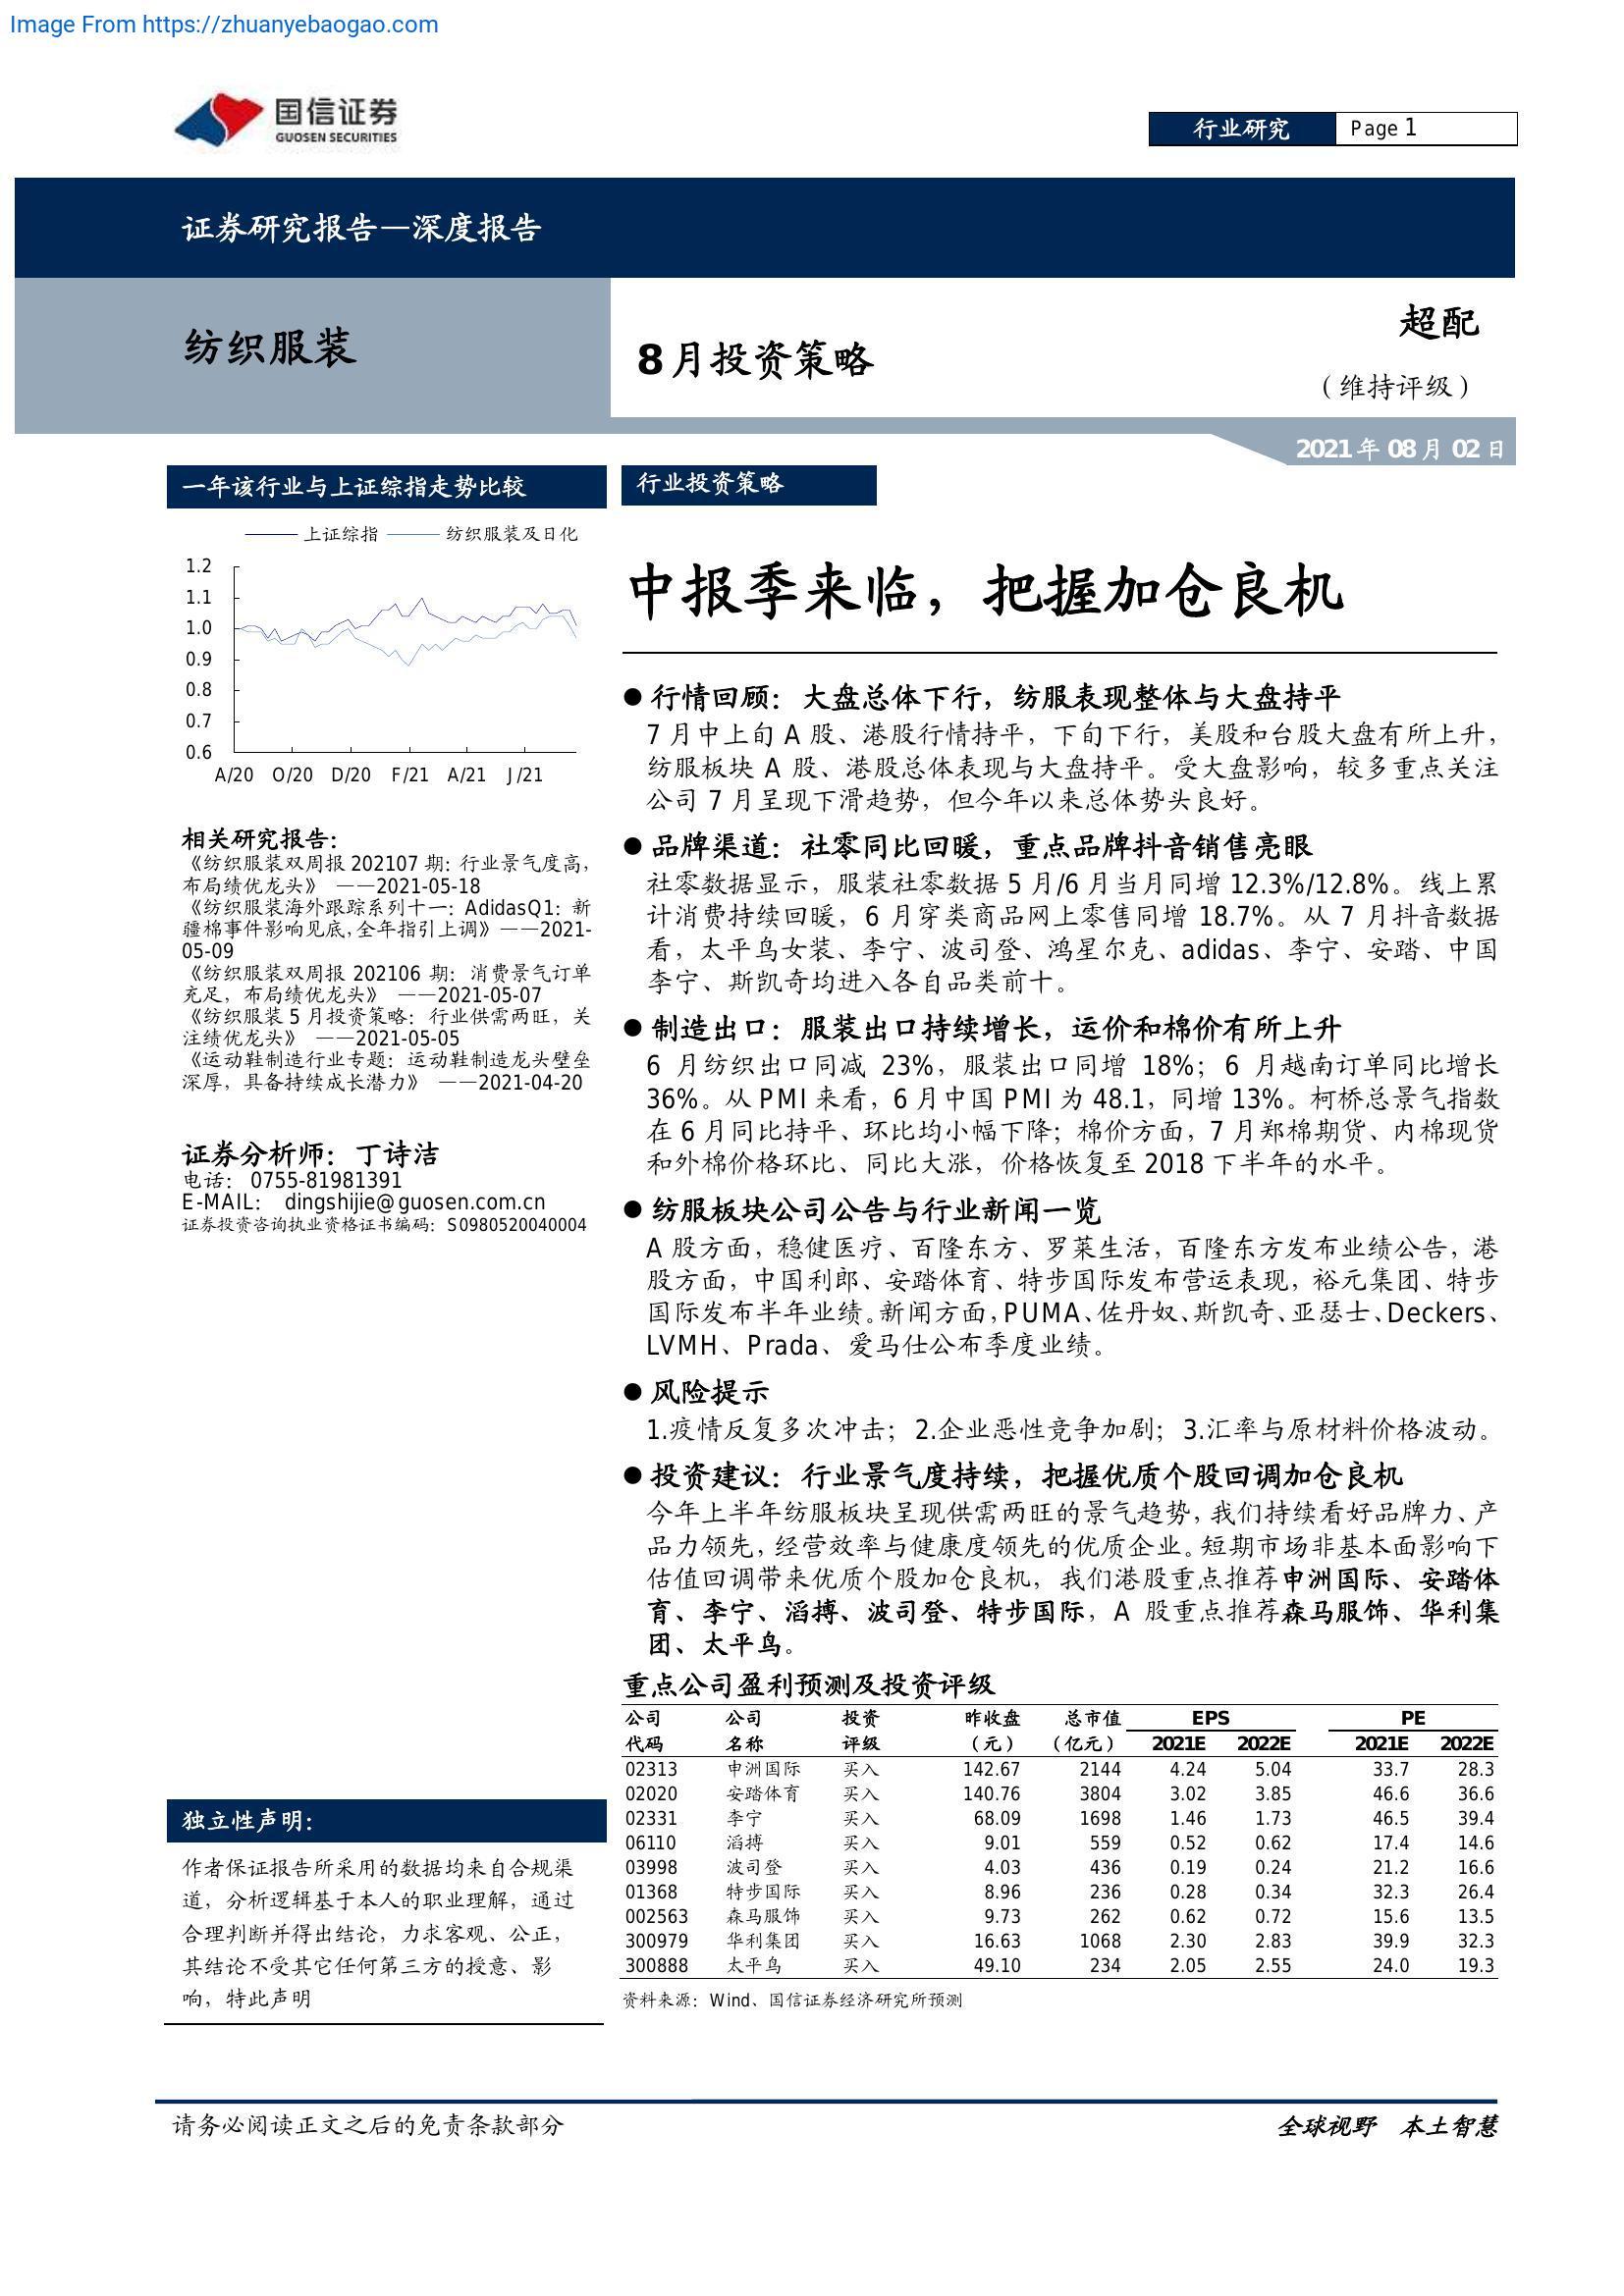 Image From https://zhuanyebaogao.com
国信证券
GUOSEN SECURITIES
行业研究 Page 1
证券研究报告—深度报告
纺织服装
8月投资策略
超配
（维持评级）
2021 年 08 月 02 日
一年该行业与上证综指走势比较
上证综指 纺织服装及日化
1.2
1.1
1.0
0.9
0.8
0.7
0.6
A/20 O/20 D/20 F/21 A/21 J/21
相关研究报告：
《纺织服装双周报 202107 期：行业景气度高，
布局绩优龙头》 ——2021-05-18
《纺织服装海外跟踪系列十一：AdidasQ1：新
疆棉事件影响见底,全年指引上调》——2021-
05-09
《纺织服装双周报 202106 期：消费景气订单
充足，布局绩优龙头》 ——2021-05-07
《纺织服装 5 月投资策略：行业供需两旺，关
注绩优龙头》 ——2021-05-05
《运动鞋制造行业专题：运动鞋制造龙头壁垒
深厚，具备持续成长潜力》 ——2021-04-20
证券分析师：丁诗洁
电话： 0755-81981391
E-MAIL： dingshijie@guosen.com.cn
证券投资咨询执业资格证书编码：S0980520040004
独立性声明：
作者保证报告所采用的数据均来自合规渠
道，分析逻辑基于本人的职业理解，通过
合理判断并得出结论，力求客观、公正，
其结论不受其它任何第三方的授意、影
响，特此声明
行业投资策略
中报季来临，把握加仓良机
● 行情回顾：大盘总体下行，纺服表现整体与大盘持平
7 月中上旬 A 股、港股行情持平，下旬下行，美股和台股大盘有所上升，
纺服板块 A 股、港股总体表现与大盘持平。受大盘影响，较多重点关注
公司 7 月呈现下滑趋势，但今年以来总体势头良好。
● 品牌渠道：社零同比回暖，重点品牌抖音销售亮眼
社零数据显示，服装社零数据 5 月/6 月当月同增 12.3%/12.8%。线上累
计消费持续回暖，6 月穿类商品网上零售同增 18.7%。从 7 月抖音数据
看，太平鸟女装、李宁、波司登、鸿星尔克、adidas、李宁、安踏、中国
李宁、斯凯奇均进入各自品类前十。
● 制造出口：服装出口持续增长，运价和棉价有所上升
6 月纺织出口同减 23%，服装出口同增 18%；6 月越南订单同比增长
36%。从 PMI 来看，6 月中国 PMI 为 48.1，同增 13%。柯桥总景气指数
在 6 月同比持平、环比均小幅下降；棉价方面，7 月郑棉期货、内棉现货
和外棉价格环比、同比大涨，价格恢复至 2018 下半年的水平。
● 纺服板块公司公告与行业新闻一览
A 股方面，稳健医疗、百隆东方、罗莱生活，百隆东方发布业绩公告，港
股方面，中国利郎、安踏体育、特步国际发布营运表现，裕元集团、特步
国际发布半年业绩。新闻方面，PUMA、佐丹奴、斯凯奇、亚瑟士、Deckers、
LVMH、Prada、爱马仕公布季度业绩。
● 风险提示
1.疫情反复多次冲击；2.企业恶性竞争加剧；3.汇率与原材料价格波动。
● 投资建议：行业景气度持续，把握优质个股回调加仓良机
今年上半年纺服板块呈现供需两旺的景气趋势，我们持续看好品牌力、产
品力领先，经营效率与健康度领先的优质企业。短期市场非基本面影响下
估值回调带来优质个股加仓良机，我们港股重点推荐申洲国际、安踏体
育、李宁、滔搏、波司登、特步国际，A 股重点推荐森马服饰、华利集
团、太平鸟。
重点公司盈利预测及投资评级
公司 公司 投资 昨收盘 总市值 EPS PE
代码 名称 评级 （元） （亿元） 2021E 2022E 2021E 2022E
02313 申洲国际 买入 142.67 2144 4.24 5.04 33.7 28.3
02020 安踏体育 买入 140.76 3804 3.02 3.85 46.6 36.6
02331 李宁 买入 68.09 1698 1.46 1.73 46.5 39.4
06110 滔搏 买入 9.01 559 0.52 0.62 17.4 14.6
03998 波司登 买入 4.03 436 0.19 0.24 21.2 16.6
01368 特步国际 买入 8.96 236 0.28 0.34 32.3 26.4
002563 森马服饰 买入 9.73 262 0.62 0.72 15.6 13.5
300979 华利集团 买入 16.63 1068 2.30 2.83 39.9 32.3
300888 太平鸟 买入 49.10 234 2.05 2.55 24.0 19.3
资料来源：Wind、国信证券经济研究所预测
请务必阅读正文之后的免责条款部分
全球视野 本土智慧